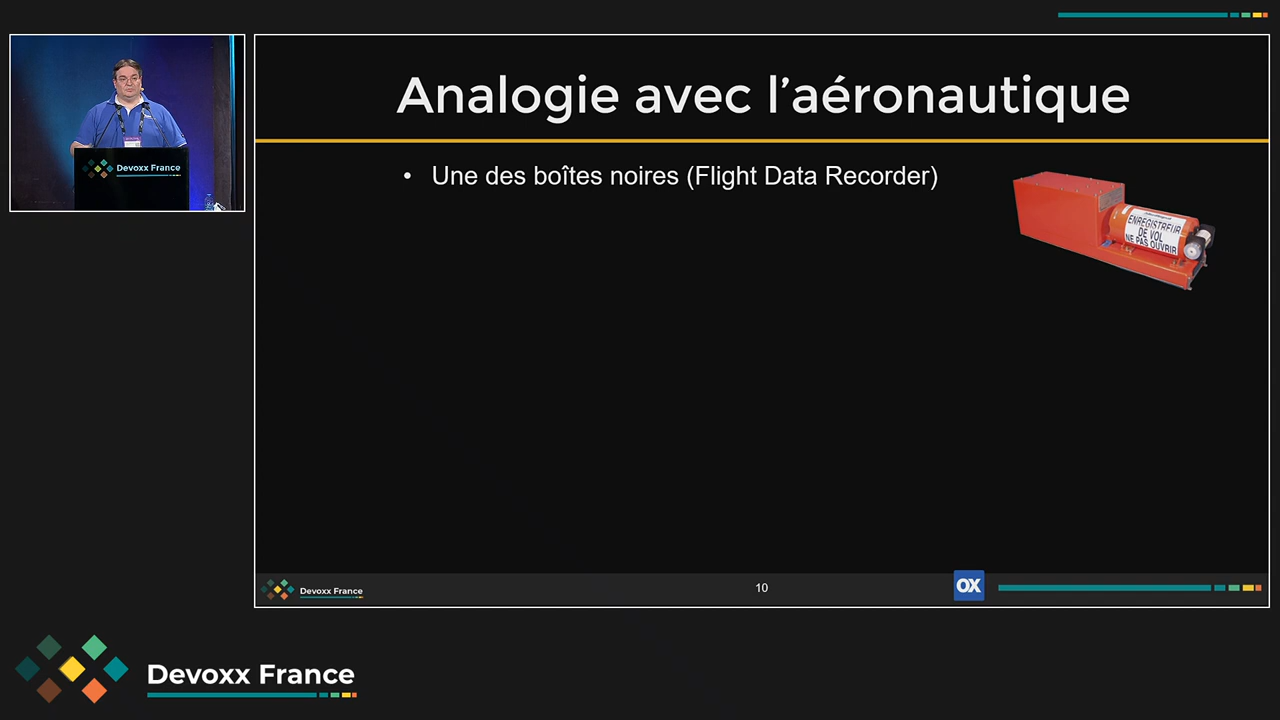 Analogie avec l'aéronautique
• Une des boîtes noires (Flight Data Recorder)
ENREGISTREUR
DE VOL
NE PAS OUVRIR
Devoxx France
Devoxx France
10
OX
Devoxx France